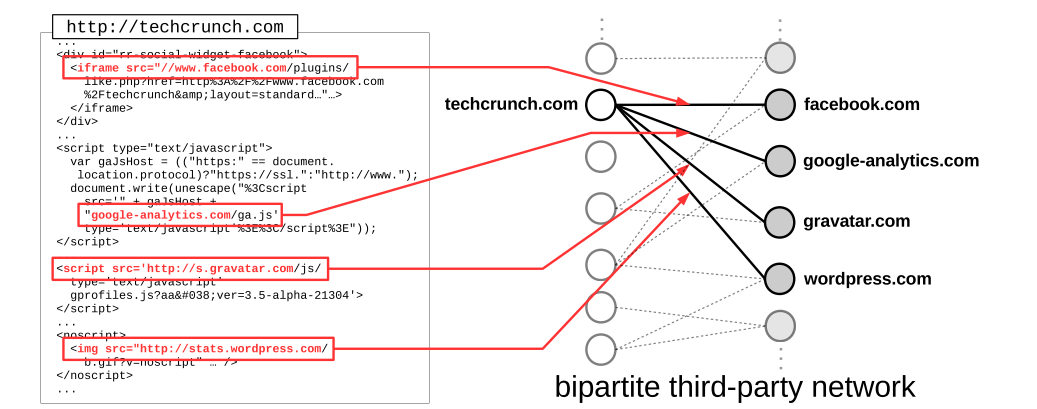 http://techcrunch.com
...
<div id="rr-social-widget-facebook">
<iframe src="//www.facebook.com/plugins/
like.php?href=http%3A%2F%2Fwww.facebook.com
%2Ftechcrunch&amp;layout=standard…"…>
</iframe>
</div>
...
<script type="text/javascript">
var gaJsHost = (("https:" == document.
location.protocol)?"https://ssl.":"http://www.");
document.write(unescape("%3Cscript
src='" + gaJsHost +
"google-analytics.com/ga.js'
type='text/javascript'%3E%3C/script%3E"));
</script>
<script src='http://s.gravatar.com/js/
type='text/javascript'
gprofiles.js?aa&#038;ver=3.5-alpha-21304'>
</script>
...
<noscript>
<img src="http://stats.wordpress.com/
b.gif?v=noscript" … />
</noscript>
...
techcrunch.com
facebook.com
google-analytics.com
gravatar.com
wordpress.com
bipartite third-party network